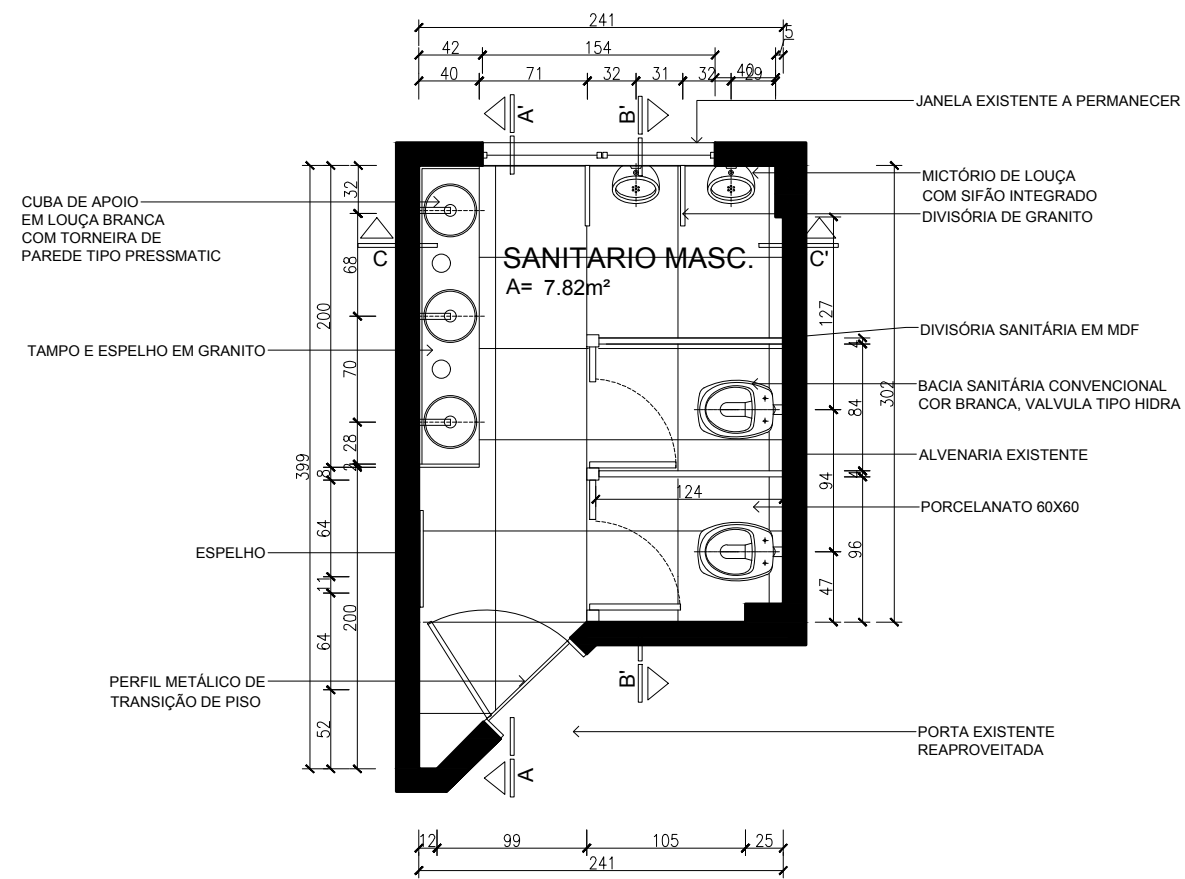 241
5
42
154
40
71
32
31
32
40
29
A'
B'
JANELA EXISTENTE A PERMANECER
MICTÓRIO DE LOUÇA
COM SIFÃO INTEGRADO
DIVISÓRIA DE GRANITO
CUBA DE APOIO
EM LOUÇA BRANCA
COM TORNEIRA DE
PAREDE TIPO PRESSMATIC
32
C
SANITARIO MASC.
A= 7.82m²
C'
68
200
127
DIVISÓRIA SANITÁRIA EM MDF
4
TAMPO E ESPELHO EM GRANITO
70
302
BACIA SANITÁRIA CONVENCIONAL
COR BRANCA, VALVULA TIPO HIDRA
84
28
399
8
2
ALVENARIA EXISTENTE
4
94
124
PORCELANATO 60X60
64
ESPELHO
96
11
47
200
64
PERFIL METÁLICO DE
TRANSIÇÃO DE PISO
B'
52
PORTA EXISTENTE
REAPROVEITADA
A
12
99
105
25
241